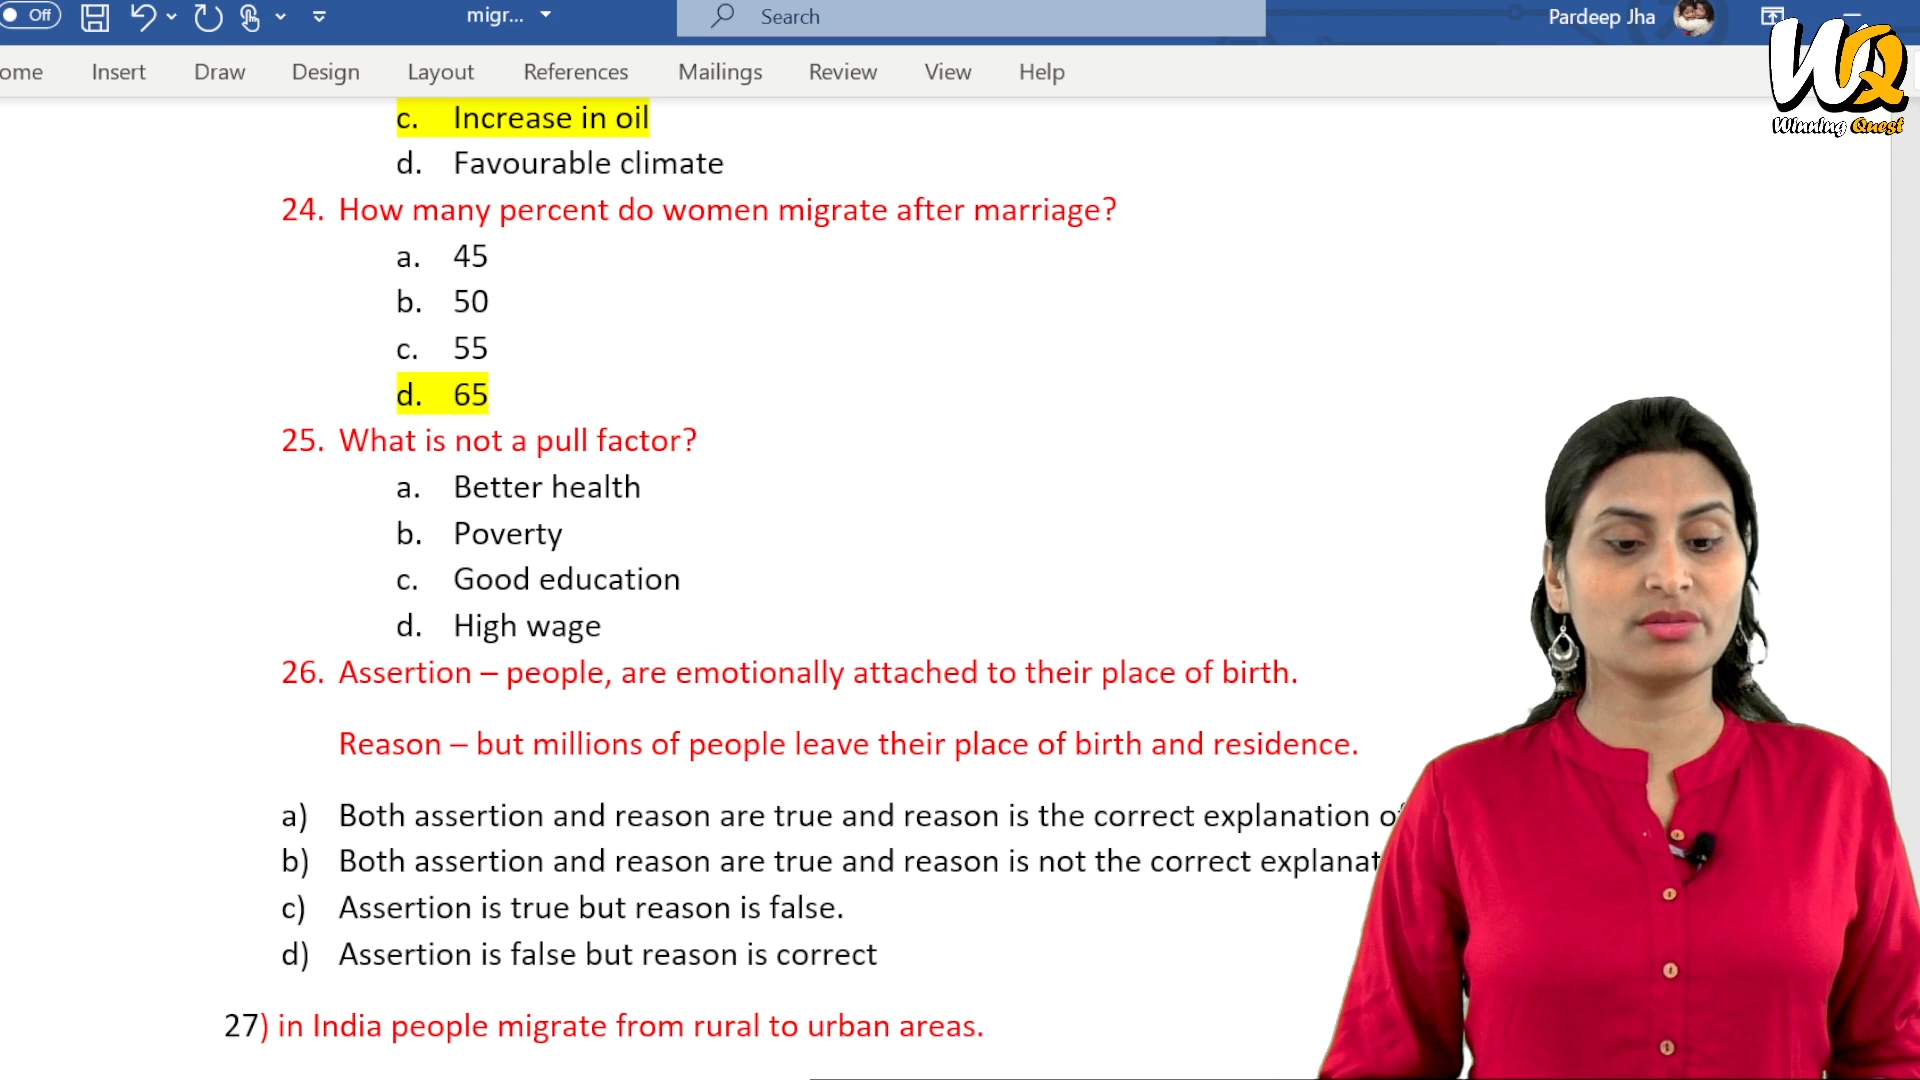 Off
migr...
Search
Pardeep Jha
WQ
Winning Quest
ome Insert Draw Design Layout References Mailings Review View Help
c. Increase in oil
d. Favourable climate
24. How many percent do women migrate after marriage?
a. 45
b. 50
c. 55
d. 65
25. What is not a pull factor?
a. Better health
b. Poverty
c. Good education
d. High wage
26. Assertion – people, are emotionally attached to their place of birth.
Reason – but millions of people leave their place of birth and residence.
a) Both assertion and reason are true and reason is the correct explanation of
b) Both assertion and reason are true and reason is not the correct explanat
c) Assertion is true but reason is false.
d) Assertion is false but reason is correct
27) in India people migrate from rural to urban areas.